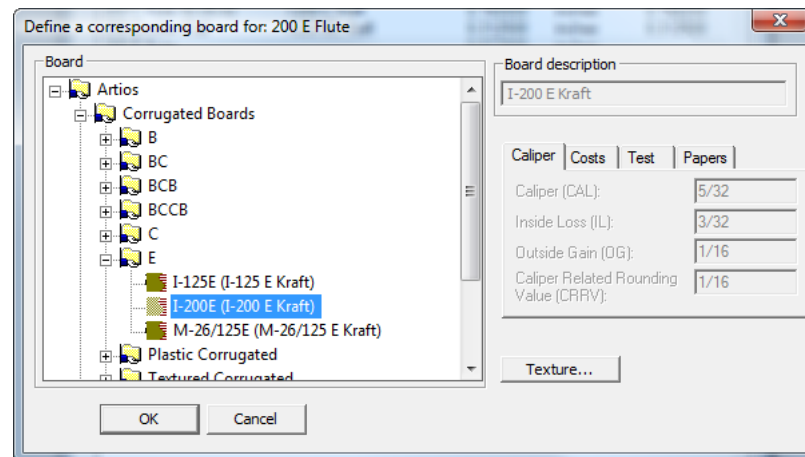 Define a corresponding board for: 200 E Flute
Board
Artios
Corrugated Boards
B
BC
BCB
BCCB
C
E
I-125E (I-125 E Kraft)
I-200E (I-200 E Kraft)
M-26/125E (M-26/125 E Kraft)
Plastic Corrugated
Textured Corrugated
Board description
I-200 E Kraft
Caliper Costs Test Papers
Caliper (CAL): 5/32
Inside Loss (IL): 3/32
Outside Gain (OG): 1/16
Caliper Related Rounding
Value (CRRV): 1/16
Texture...
OK Cancel